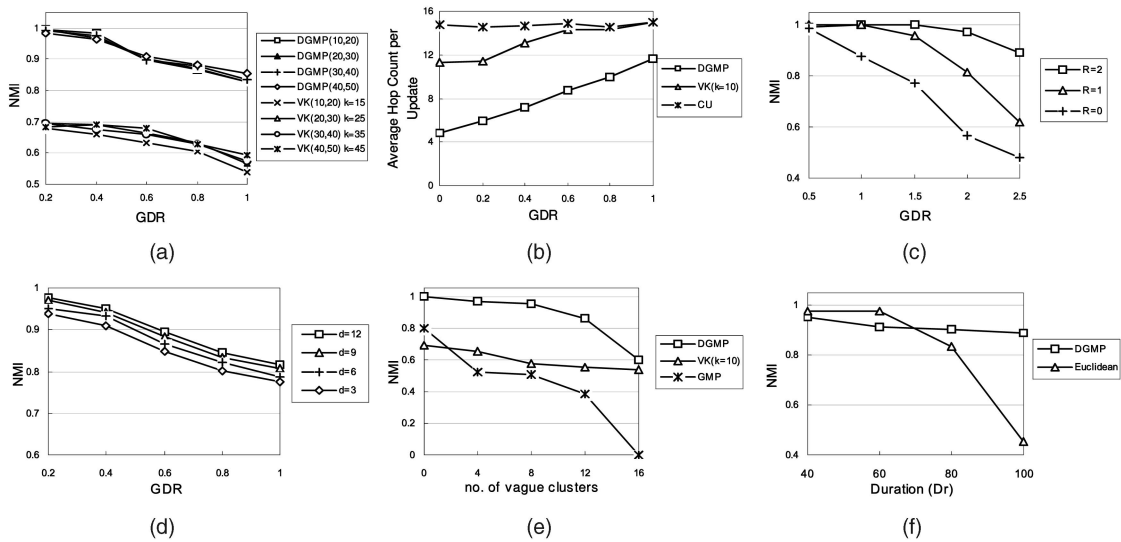 1
0.9
0.8
0.7
0.6
0.5
NMI
0.2 0.4 0.6 0.8 1
GDR
DGMP(10,20)
DGMP(20,30)
DGMP(30,40)
DGMP(40,50)
VK(10,20) k=15
VK(20,30) k=25
VK(30,40) k=35
VK(40,50) k=45
(a)
16
12
8
4
0
Average Hop Count per
Update
0 0.2 0.4 0.6 0.8 1
GDR
DGMP
VK(k=10)
CU
(b)
1
0.8
0.6
0.4
NMI
0.5 1 1.5 2 2.5
GDR
R=2
R=1
R=0
(c)
1
0.9
0.8
0.7
0.6
NMI
0.2 0.4 0.6 0.8 1
GDR
d=12
d=9
d=6
d=3
(d)
1
0.8
0.6
0.4
0.2
0
NMI
0 4 8 12 16
no. of vague clusters
DGMP
VK(k=10)
GMP
(e)
1
0.8
0.6
0.4
NMI
40 60 80 100
Duration (Dr)
DGMP
Euclidean
(f)